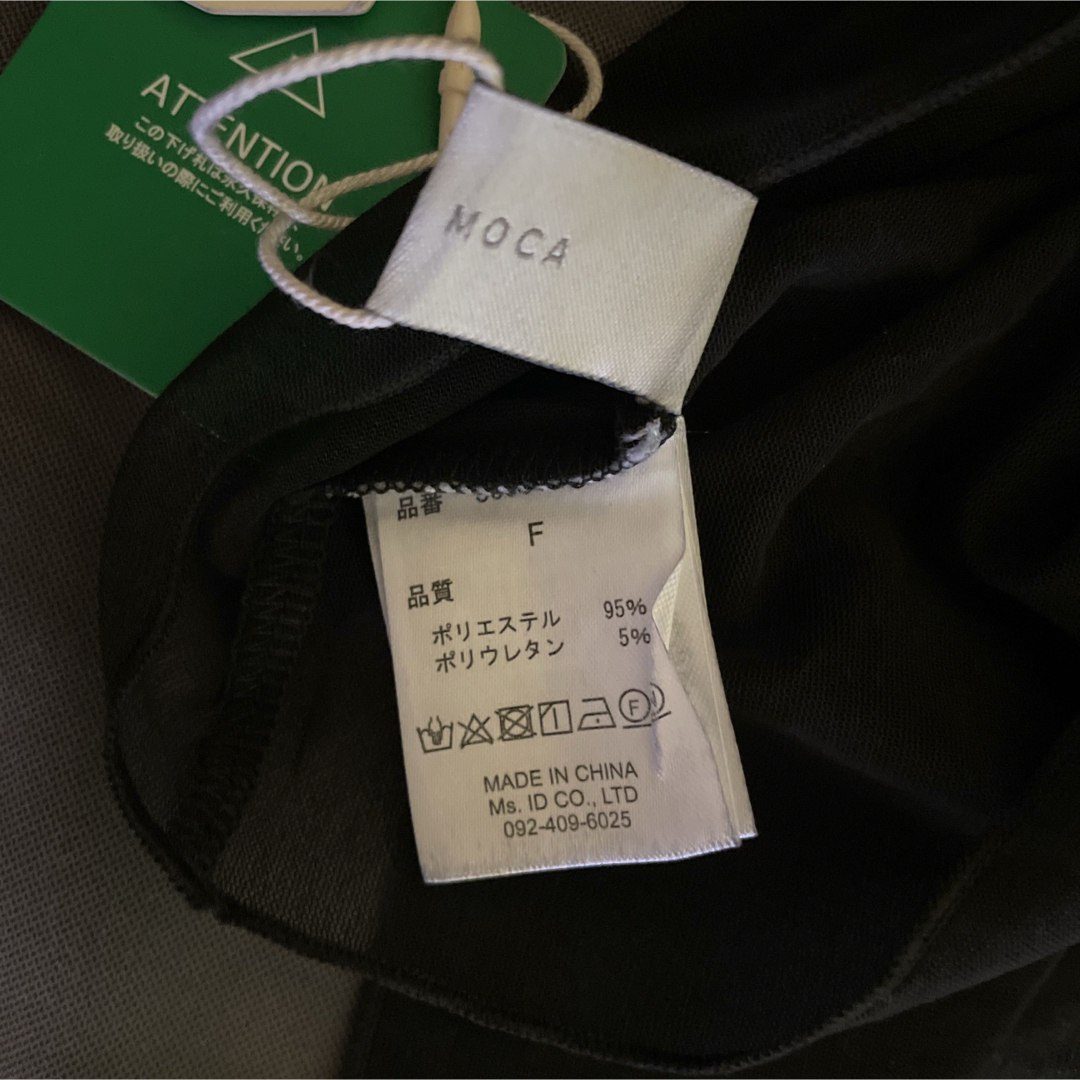 ATTENTION
この下げ札は永久保
取り扱いの際にご利用ください。
MOCA
品番
F
品質
ポリエステル 95%
ポリウレタン 5%
F
MADE IN CHINA
Ms. ID CO., LTD
092-409-6025